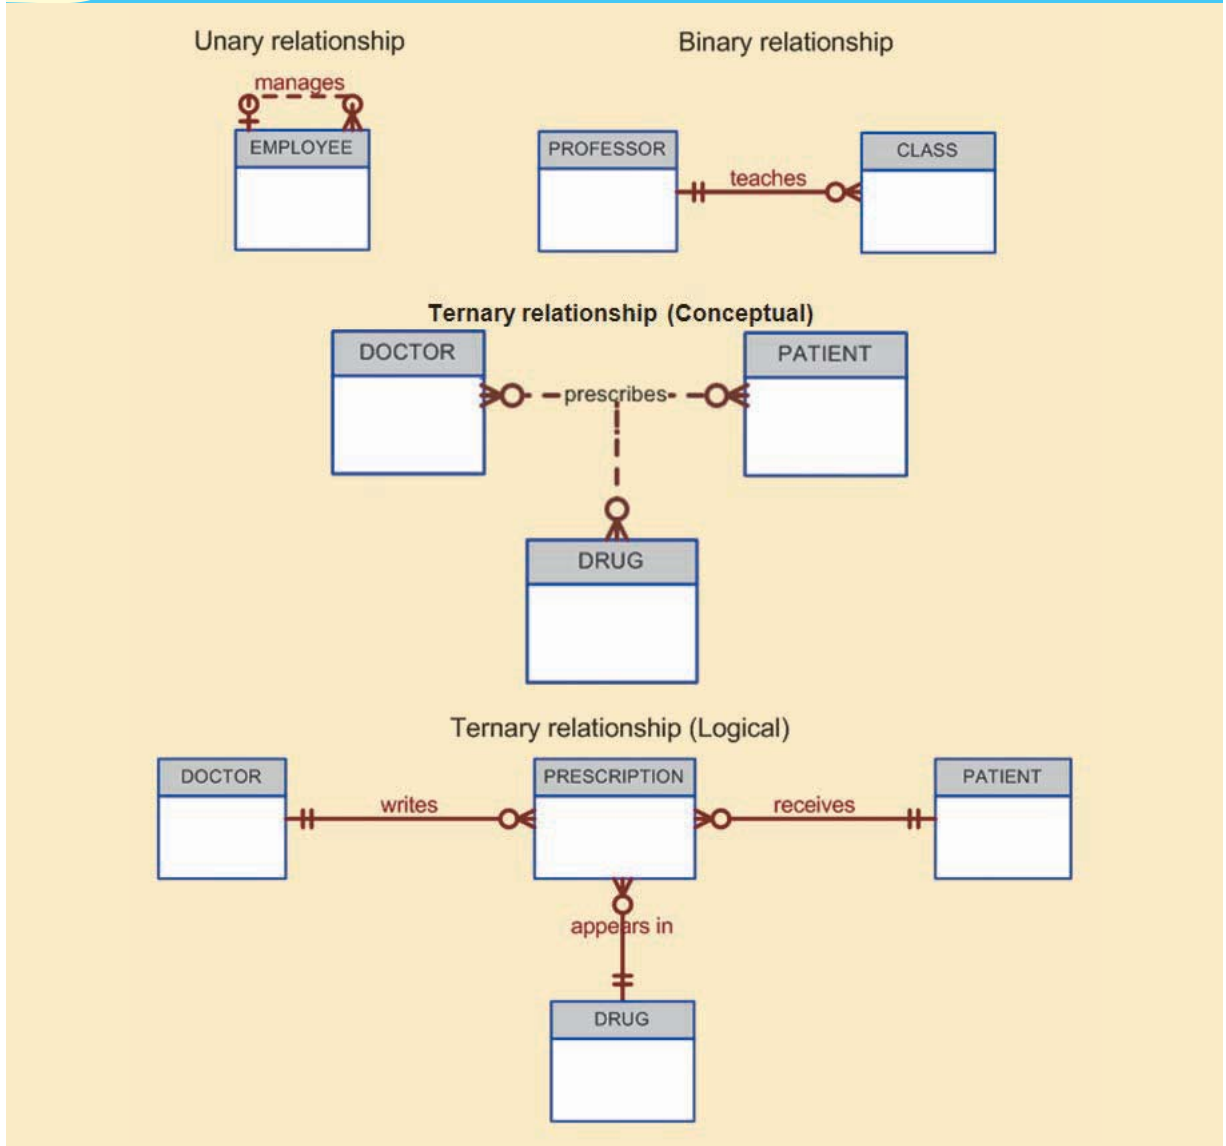 Unary relationship
Binary relationship
manages
EMPLOYEE
PROFESSOR
teaches
CLASS
Ternary relationship (Conceptual)
DOCTOR
prescribes
PATIENT
DRUG
Ternary relationship (Logical)
DOCTOR
writes
PRESCRIPTION
receives
PATIENT
appears in
DRUG